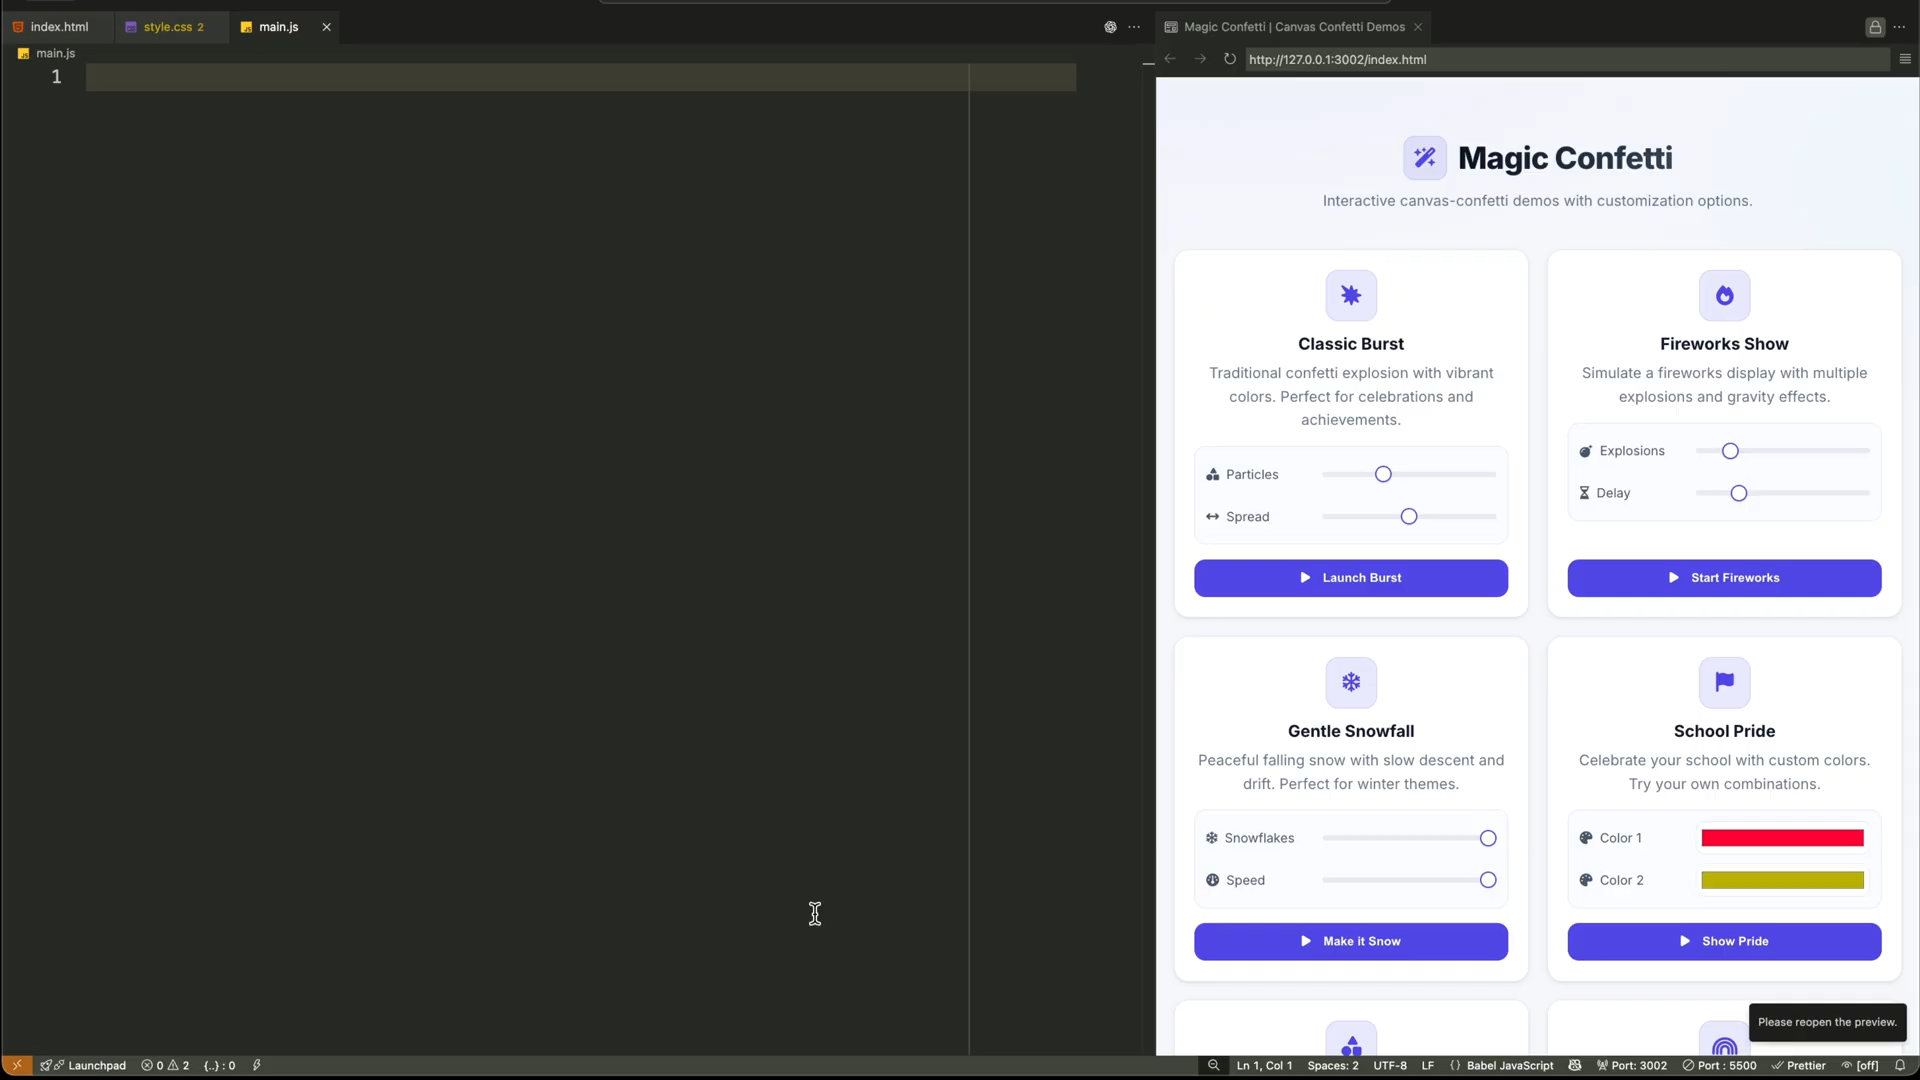 index.html
style.css 2
main.js
Magic Confetti | Canvas Confetti Demos
main.js
http://127.0.0.1:3002/index.html
1
Magic Confetti
Interactive canvas-confetti demos with customization options.
Classic Burst
Traditional confetti explosion with vibrant
colors. Perfect for celebrations and
achievements.
Particles
Spread
Launch Burst
Fireworks Show
Simulate a fireworks display with multiple
explosions and gravity effects.
Explosions
Delay
Start Fireworks
Gentle Snowfall
Peaceful falling snow with slow descent and
drift. Perfect for winter themes.
Snowflakes
Speed
Make it Snow
School Pride
Celebrate your school with custom colors.
Try your own combinations.
Color 1
Color 2
Show Pride
Please reopen the preview.
Launchpad
0
2
{..} : 0
Ln 1, Col 1
Spaces: 2
UTF-8
LF
Babel JavaScript
Port: 3002
Port : 5500
Prettier
[off]